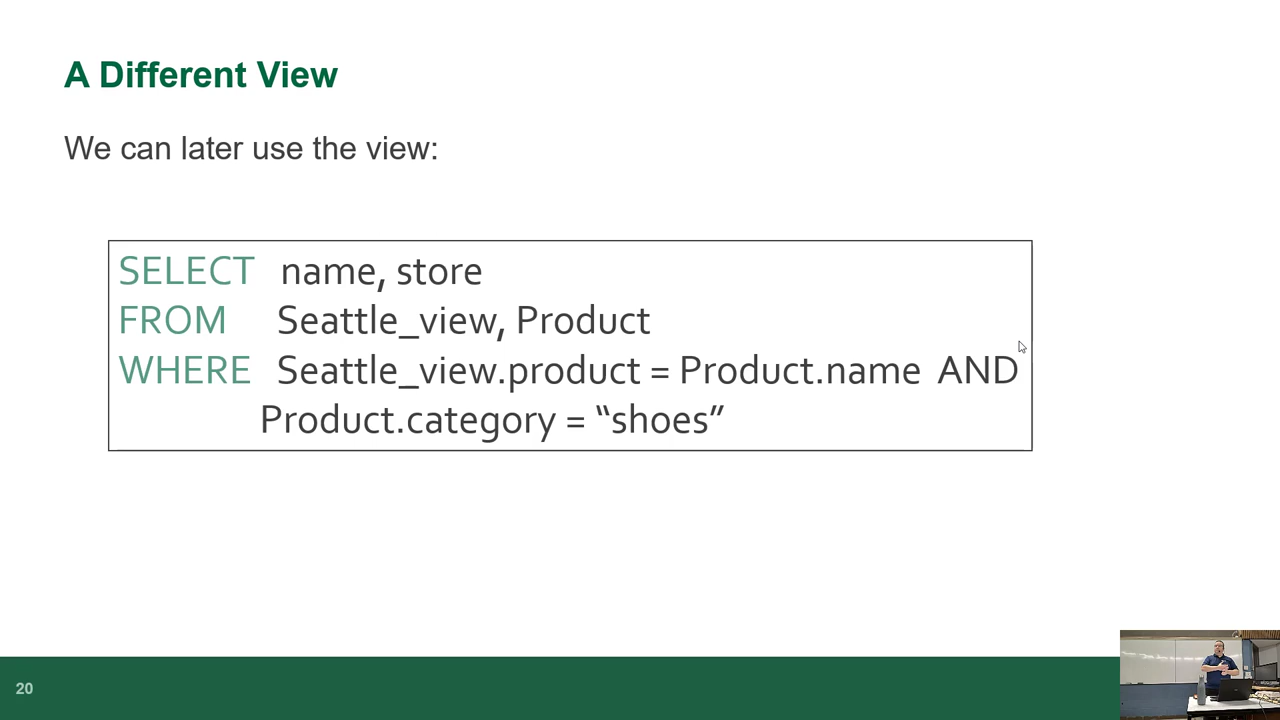 A Different View
We can later use the view:
SELECT name, store
FROM Seattle_view, Product
WHERE Seattle_view.product = Product.name AND
Product.category = “shoes”
20